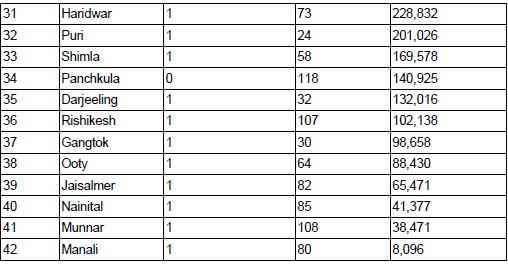 31 Haridwar 1 73 228,832
32 Puri 1 24 201,026
33 Shimla 1 58 169,578
34 Panchkula 0 118 140,925
35 Darjeeling 1 32 132,016
36 Rishikesh 1 107 102,138
37 Gangtok 1 30 98,658
38 Ooty 1 64 88,430
39 Jaisalmer 1 82 65,471
40 Nainital 1 85 41,377
41 Munnar 1 108 38,471
42 Manali 1 80 8,096